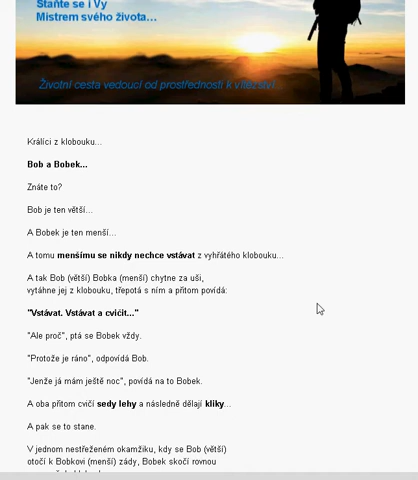 Staňte se i Vy
Mistrem svého života...
Životní cesta vedoucí od prostřednosti k vítězství...
Králíci z klobouku...
Bob a Bobek...
Znáte to?
Bob je ten větší...
A Bobek je ten menší...
A tomu menšímu se nikdy nechce vstávat z vyhřátého klobouku...
A tak Bob (větší) Bobka (menší) chytne za uši,
vytáhne jej z klobouku, třepotá s ním a přitom povídá:
"Vstávat. Vstávat a cvičit..."
"Ale proč", ptá se Bobek vždy.
"Protože je ráno", odpovídá Bob.
"Jenže já mám ještě noc", povídá na to Bobek.
A oba přitom cvičí sedy lehy a následně dělají kliky...
A pak se to stane.
V jednom nestřeženém okamžiku, kdy se Bob (větší)
otočí k Bobkovi (menší) zády, Bobek skočí rovnou